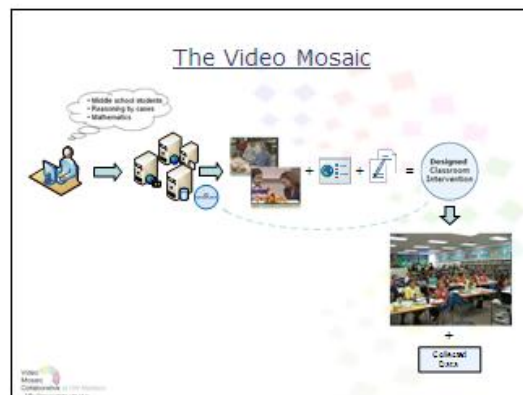 The Video Mosaic
• Middle school students
• Reasoning by cases
• Mathematics
+
+
=
Designed
Classroom
Intervention
+
Collected
Data
Video
Mosaic
Collaborative